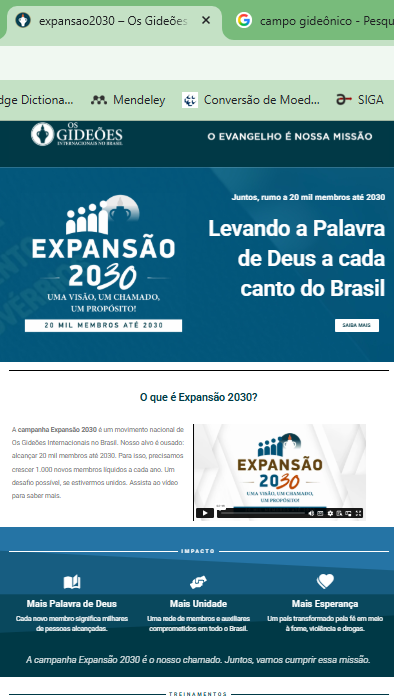 expansao2030 – Os Gideões
campo gideônico - Pesqu
dge Dictiona...
Mendeley
Conversão de Moed...
SIGA
OS
GIDEÕES
INTERNACIONAIS NO BRASIL
O EVANGELHO É NOSSA MISSÃO
Juntos, rumo a 20 mil membros até 2030
Levando a Palavra
de Deus a cada
canto do Brasil
SAIBA MAIS
EXPANSÃO
2030
UMA VISÃO, UM CHAMADO,
UM PROPÓSITO!
20 MIL MEMBROS ATÉ 2030
O que é Expansão 2030?
A campanha Expansão 2030 é um movimento nacional de
Os Gideões Internacionais no Brasil. Nosso alvo é ousado:
alcançar 20 mil membros até 2030. Para isso, precisamos
crescer 1.000 novos membros líquidos a cada ano. Um
desafio possível, se estivermos unidos. Assista ao vídeo
para saber mais.
EXPANSÃO
2030
UMA VISÃO, UM CHAMADO,
UM PROPÓSITO!
IMPACTO
Mais Palavra de Deus
Cada novo membro significa milhares
de pessoas alcançadas.
Mais Unidade
Uma rede de membros e auxiliares
comprometidos em todo o Brasil.
Mais Esperança
Um país transformado pela fé em meio
à fome, violência e drogas.
A campanha Expansão 2030 é o nosso chamado. Juntos, vamos cumprir essa missão.
TREINAMENTOS